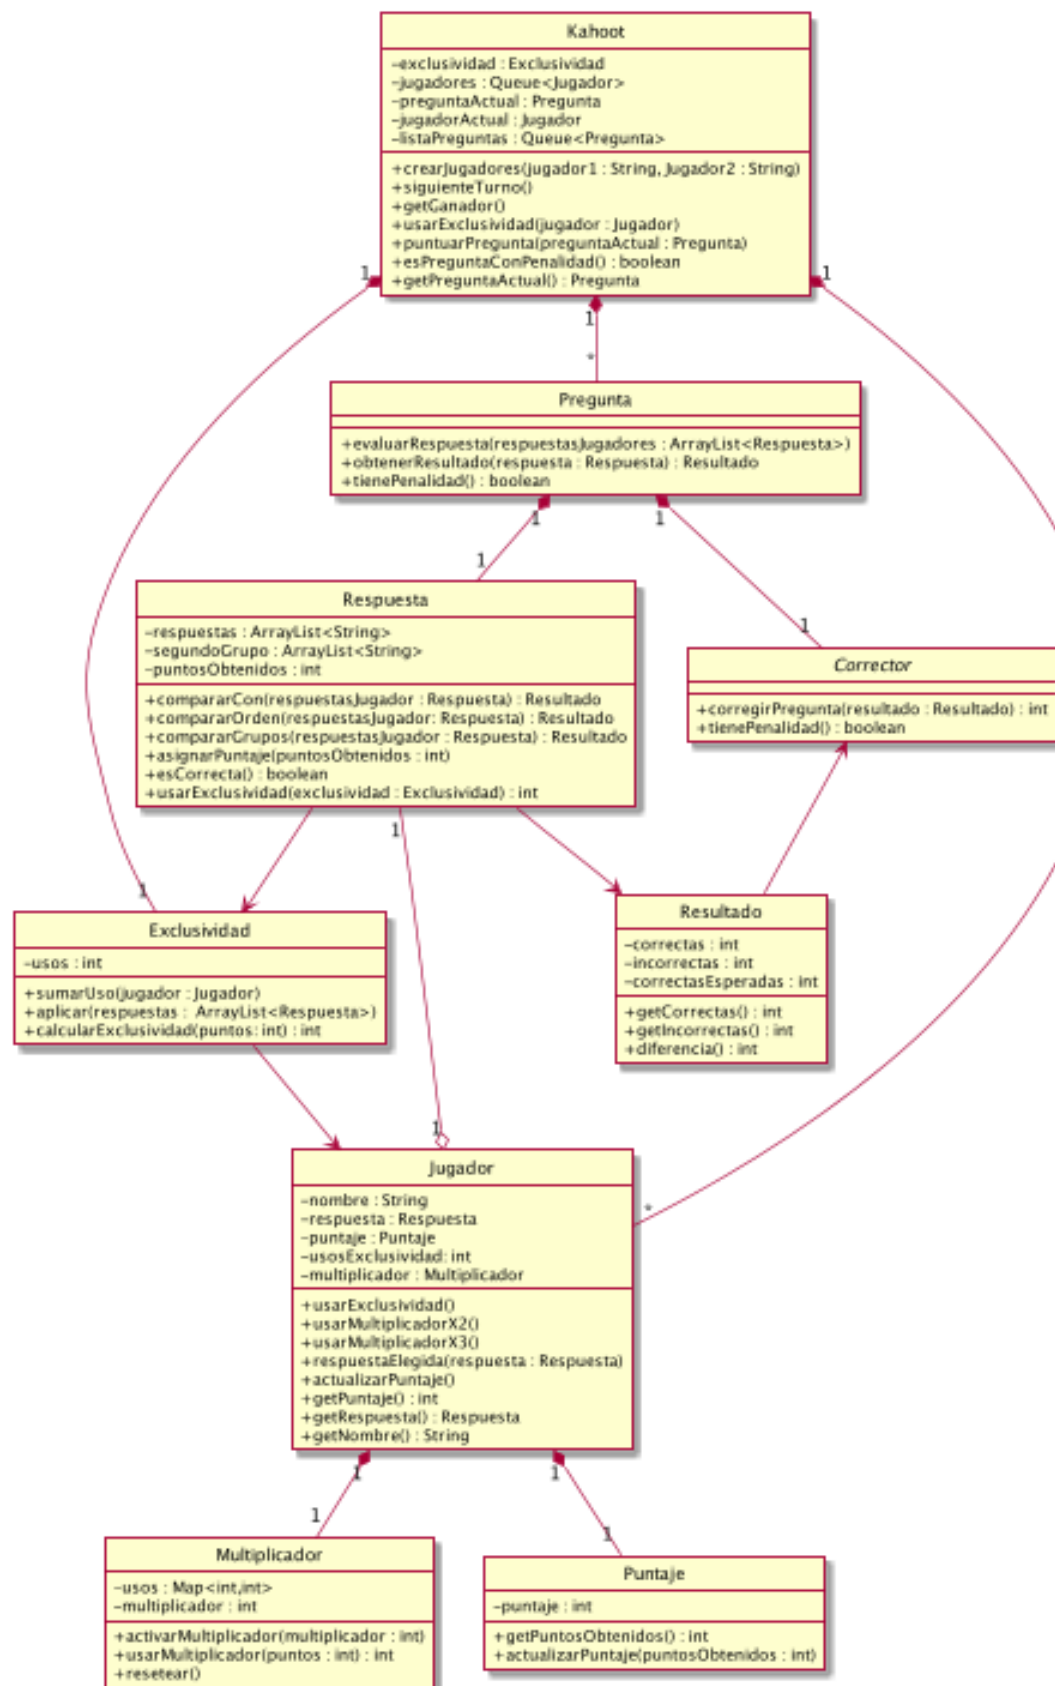 Kahoot
-exclusividad : Exclusividad
-jugadores : Queue<Jugador>
-preguntaActual : Pregunta
-jugadorActual : Jugador
-listaPreguntas : Queue<Pregunta>
+crearJugadores(jugador1 : String, Jugador2 : String)
+siguienteTurno()
+getGanador()
+usarExclusividad(jugador : Jugador)
+puntuarPregunta(preguntaActual : Pregunta)
+esPreguntaConPenalidad() : boolean
+getPreguntaActual() : Pregunta
1
1
1
*
Pregunta
+evaluarRespuesta(respuestasJugadores : ArrayList<Respuesta>)
+obtenerResultado(respuesta : Respuesta) : Resultado
+tienePenalidad() : boolean
1
1
1
1
Respuesta
-respuestas : ArrayList<String>
-segundoGrupo : ArrayList<String>
-puntosObtenidos : int
+compararCon(respuestasJugador : Respuesta) : Resultado
+compararOrden(respuestasJugador: Respuesta) : Resultado
+compararGrupos(respuestasJugador : Respuesta) : Resultado
+asignarPuntaje(puntosObtenidos : int)
+esCorrecta() : boolean
+usarExclusividad(exclusividad : Exclusividad) : int
Corrector
+corregirPregunta(resultado : Resultado) : int
+tienePenalidad() : boolean
1
1
Exclusividad
-usos : int
+sumarUso(jugador : Jugador)
+aplicar(respuestas : ArrayList<Respuesta>)
+calcularExclusividad(puntos: int) : int
Resultado
-correctas : int
-incorrectas : int
-correctasEsperadas : int
+getCorrectas() : int
+getIncorrectas() : int
+diferencia() : int
1
*
Jugador
-nombre : String
-respuesta : Respuesta
-puntaje : Puntaje
-usosExclusividad: int
-multiplicador : Multiplicador
+usarExclusividad()
+usarMultiplicadorX2()
+usarMultiplicadorX3()
+respuestaElegida(respuesta : Respuesta)
+actualizarPuntaje()
+getPuntaje() : int
+getRespuesta() : Respuesta
+getNombre() : String
1
1
1
1
Multiplicador
-usos : Map<int,int>
-multiplicador : int
+activarMultiplicador(multiplicador : int)
+usarMultiplicador(puntos : int) : int
+resetear()
Puntaje
-puntaje : int
+getPuntosObtenidos() : int
+actualizarPuntaje(puntosObtenidos : int)